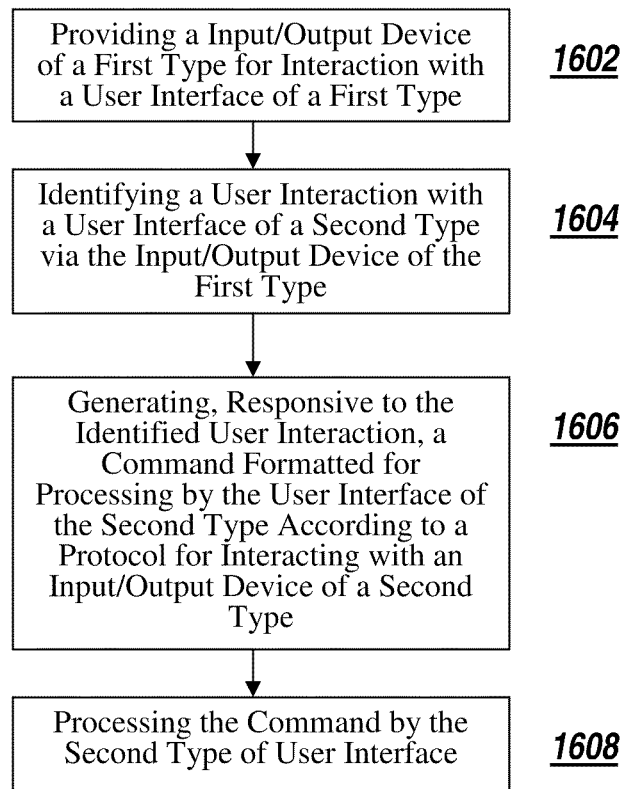 Providing a Input/Output Device
of a First Type for Interaction with
a User Interface of a First Type
1602
Identifying a User Interaction with
a User Interface of a Second Type
via the Input/Output Device of the
First Type
1604
Generating, Responsive to the
Identified User Interaction, a
Command Formatted for
Processing by the User Interface of
the Second Type According to a
Protocol for Interacting with an
Input/Output Device of a Second
Type
1606
Processing the Command by the
Second Type of User Interface
1608